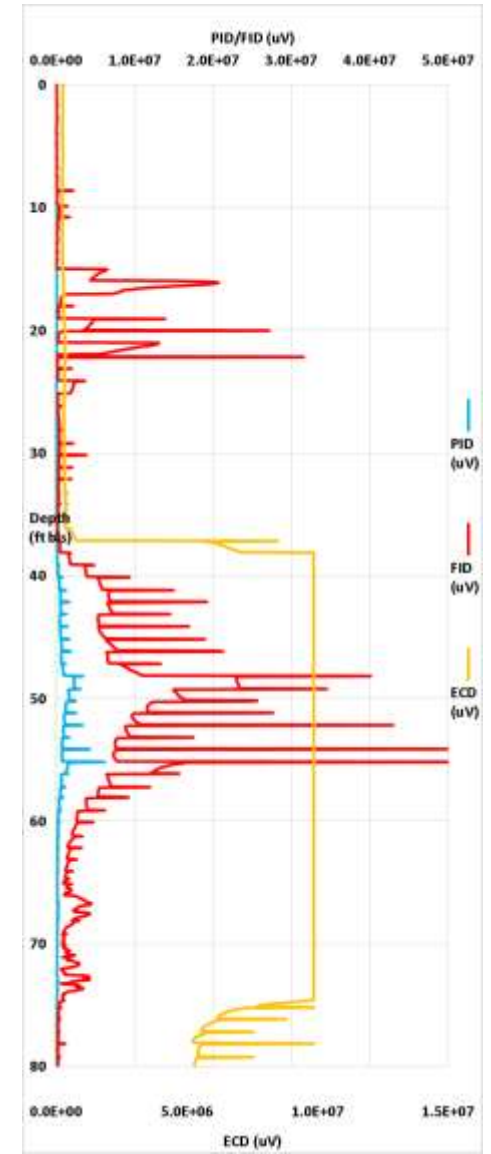 PID/FID (uV)
0.0E+00 1.0E+07 2.0E+07 3.0E+07 4.0E+07 5.0E+07
0
10
20
30
PID
(uV)
Depth
(ft bls)
FID
(uV)
40
ECD
(uV)
50
60
70
80
0.0E+00 5.0E+06 1.0E+07 1.5E+07
ECD (uV)